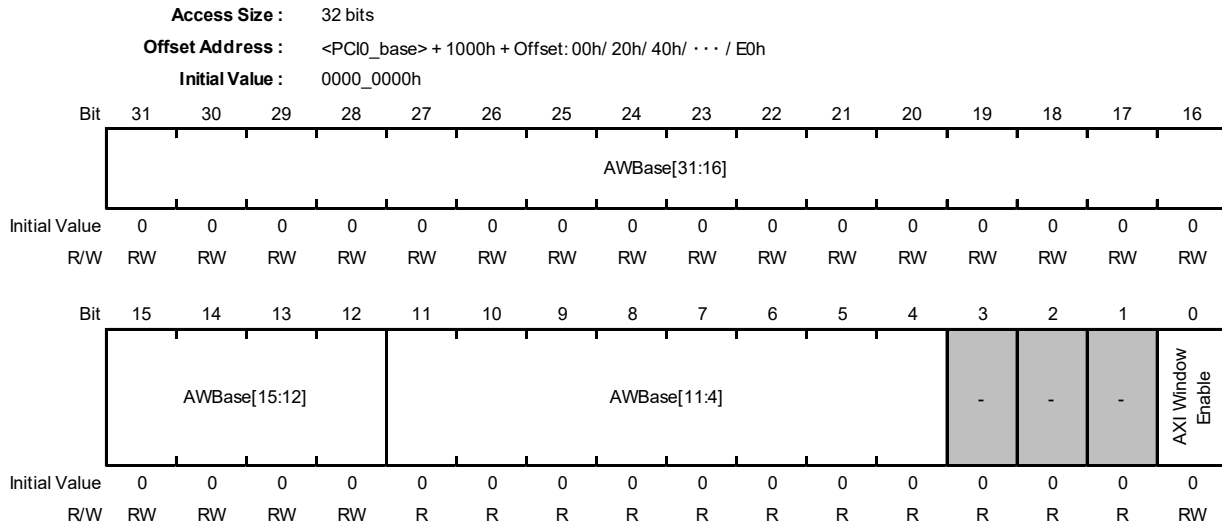 Access Size : 32 bits
Offset Address : <PCI0_base> + 1000h + Offset: 00h/ 20h/ 40h/ ･･･ / E0h
Initial Value : 0000_0000h
Bit 31 30 29 28 27 26 25 24 23 22 21 20 19 18 17 16
AWBase[31:16]
Initial Value 0 0 0 0 0 0 0 0 0 0 0 0 0 0 0 0
R/W RW RW RW RW RW RW RW RW RW RW RW RW RW RW RW RW
Bit 15 14 13 12 11 10 9 8 7 6 5 4 3 2 1 0
AWBase[15:12] AWBase[11:4] - - - AXI Window
Enable
Initial Value 0 0 0 0 0 0 0 0 0 0 0 0 0 0 0 0
R/W RW RW RW RW R R R R R R R R R R R RW